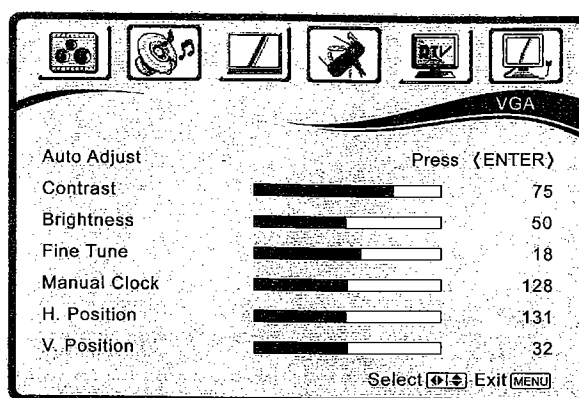 DTV
VGA
Auto Adjust Press 〈ENTER〉
Contrast 75
Brightness 50
Fine Tune 18
Manual Clock 128
H. Position 131
V. Position 32
Select Exit MENU